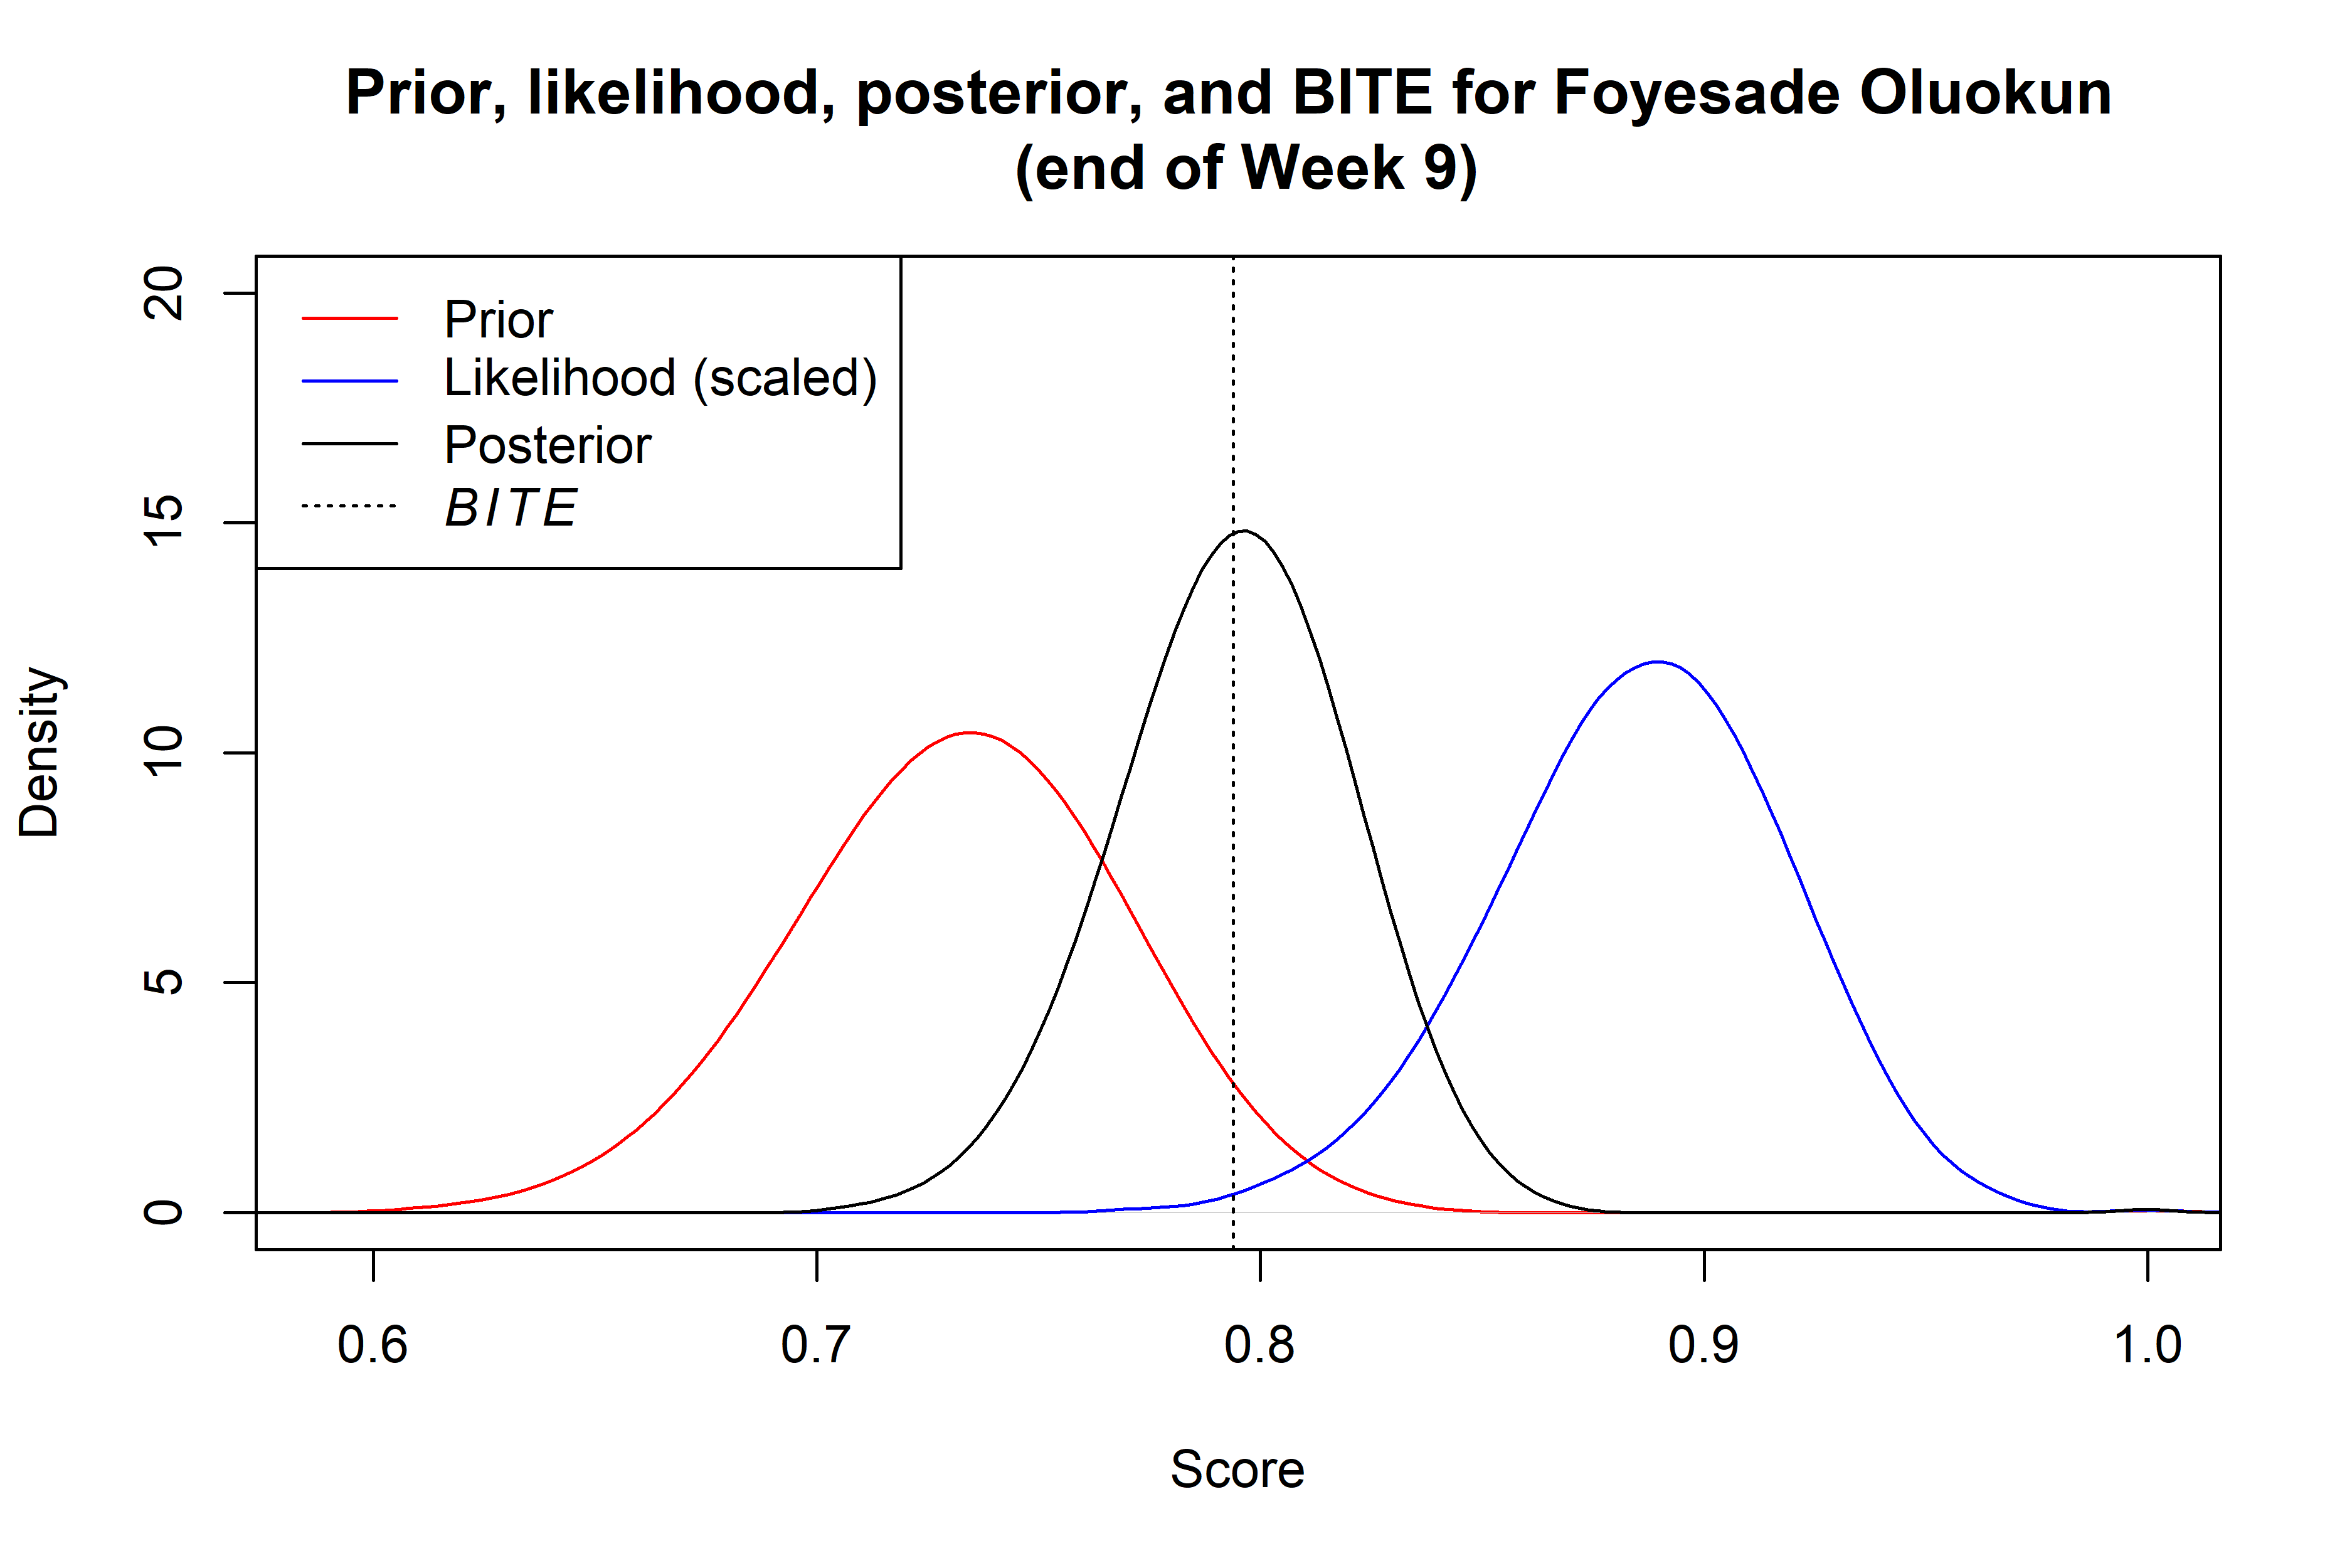 Prior, likelihood, posterior, and BITE for Foyesade Oluokun
(end of Week 9)
Prior
Likelihood (scaled)
Posterior
BITE
Density
20
15
10
5
0
0.6 0.7 0.8 0.9 1.0
Score